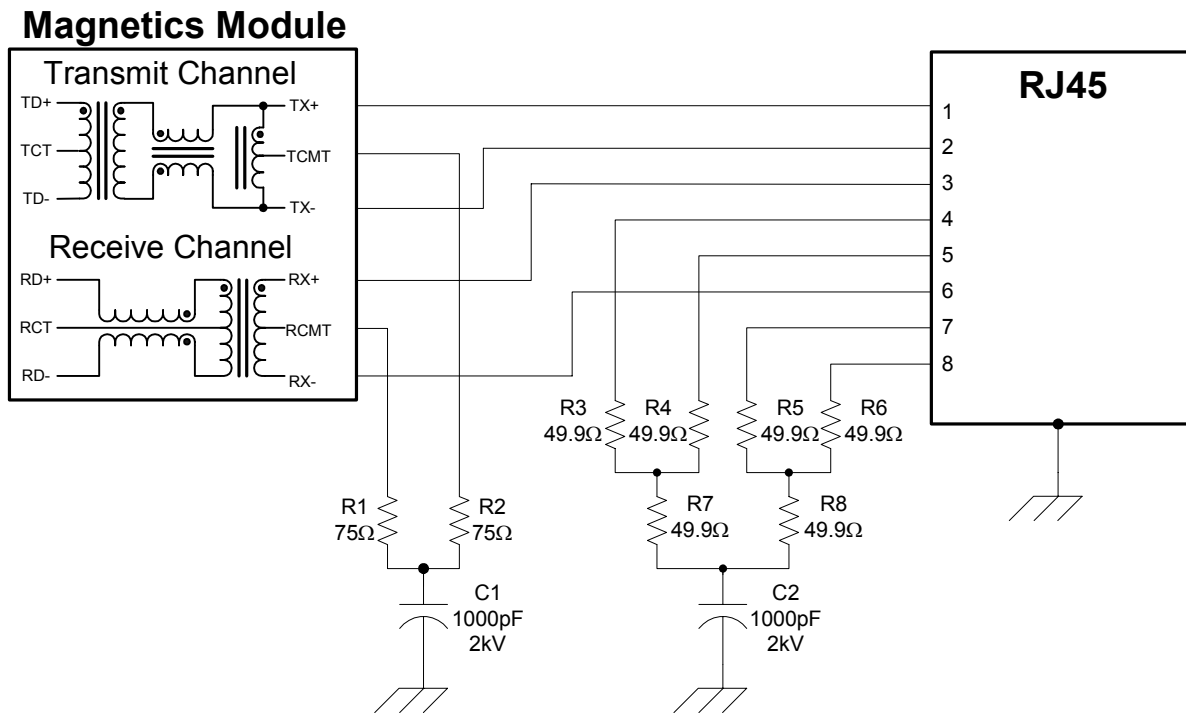 Magnetics Module
Transmit Channel
TD+
TCT
TD-
TX+
TCMT
TX-
Receive Channel
RD+
RCT
RD-
RX+
RCMT
RX-
RJ45
1
2
3
4
5
6
7
8
R1
75Ω
R2
75Ω
R3
49.9Ω
R4
49.9Ω
R5
49.9Ω
R6
49.9Ω
R7
49.9Ω
R8
49.9Ω
C1
1000pF
2kV
C2
1000pF
2kV